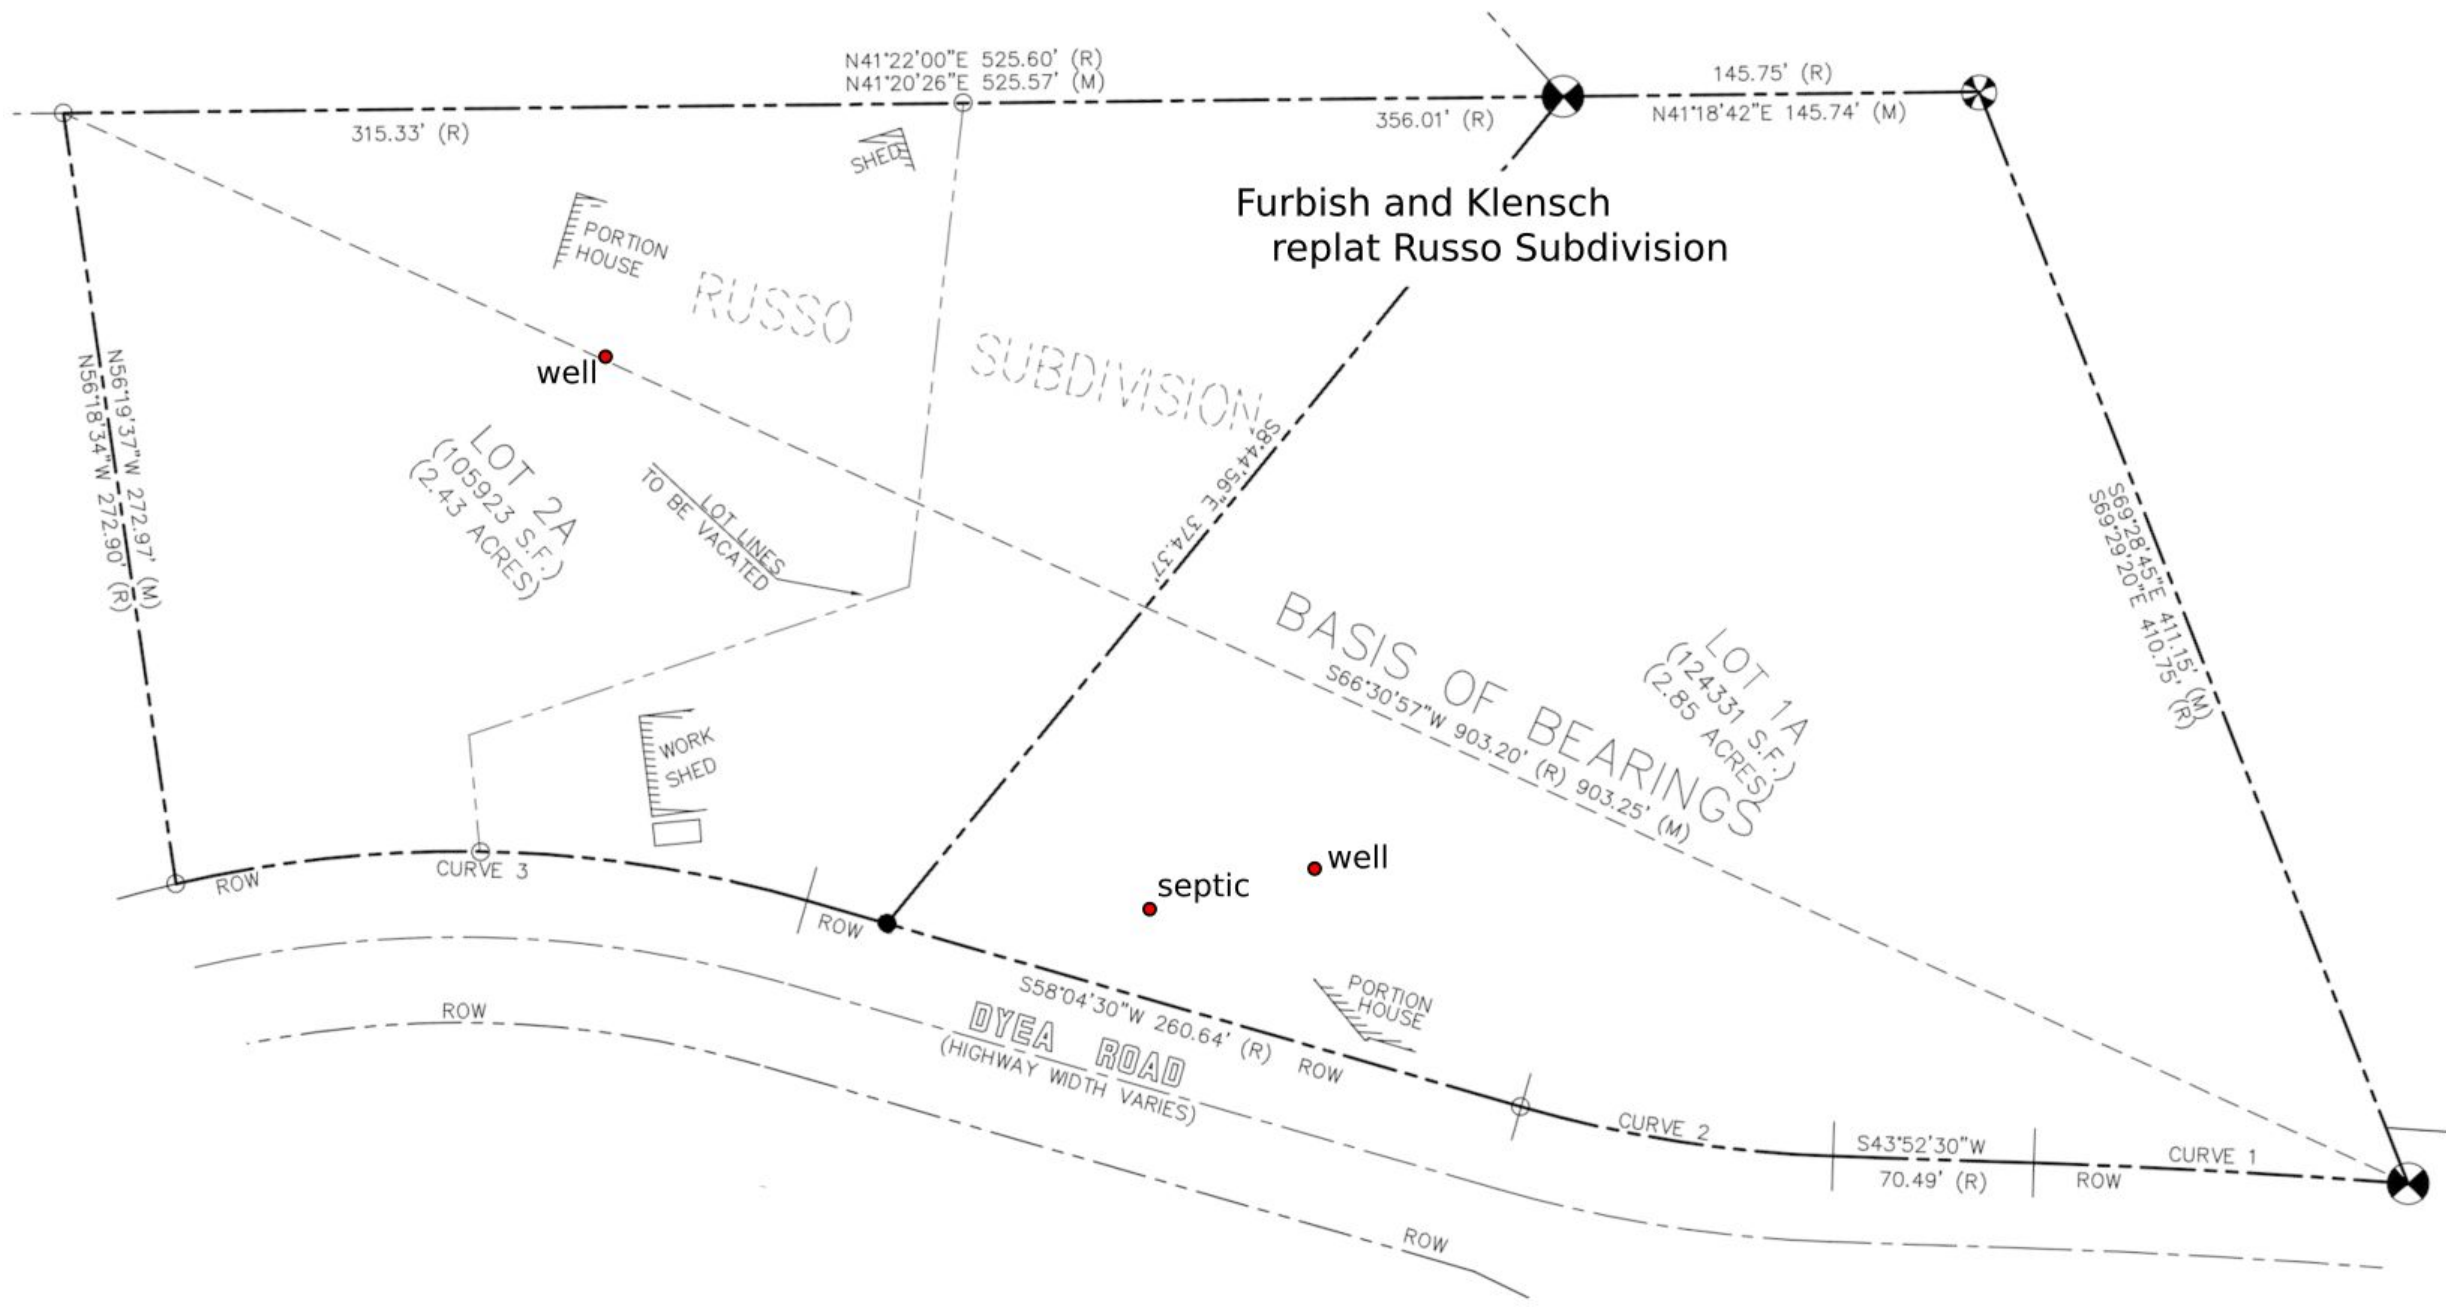 N41°22'00"E 525.60' (R)
N41°20'26"E 525.57' (M)
315.33' (R)
356.01' (R)
145.75' (R)
N41°18'42"E 145.74' (M)
SHED
PORTION
HOUSE
Furbish and Klensch
replat Russo Subdivision
RUSSO
SUBDIVISION
well
N56°19'37"W 272.97' (M)
N56°18'34"W 272.90' (R)
LOT 2A
(105923 S.F.)
(2.43 ACRES)
LOT LINES
TO BE VACATED
S8°44'56"E 374.37'
S69°28'45"E 411.15' (M)
S69°29'20"E 410.75' (R)
BASIS OF BEARINGS
S66°30'57"W 903.20' (R) 903.25' (M)
LOT 1A
(124331 S.F.)
(2.85 ACRES)
WORK
SHED
well
septic
ROW
CURVE 3
ROW
PORTION
HOUSE
S58°04'30"W 260.64' (R)
ROW
DYEA ROAD
(HIGHWAY WIDTH VARIES)
ROW
CURVE 2
S43°52'30"W
70.49' (R)
CURVE 1
ROW
ROW